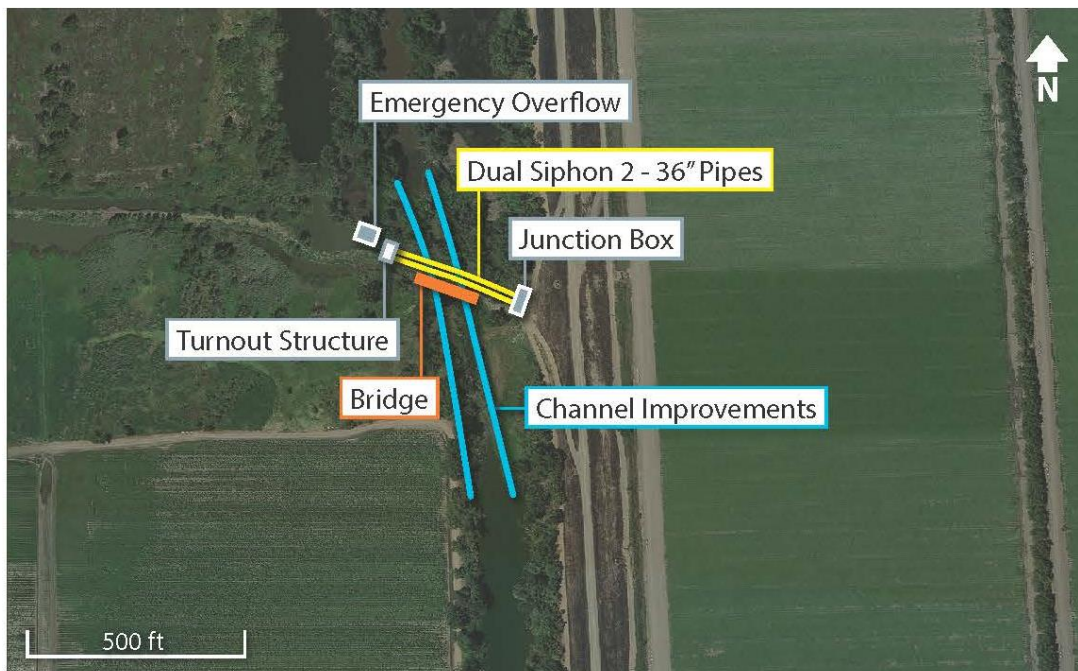 N
Emergency Overflow
Dual Siphon 2 - 36” Pipes
Junction Box
Turnout Structure
Bridge
Channel Improvements
500 ft